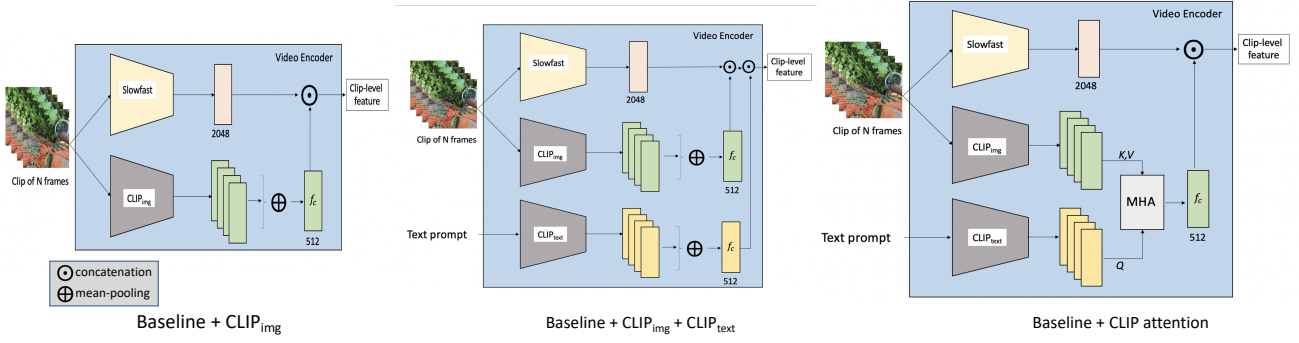 Video Encoder
Slowfast
2048
Clip-level
feature
Clip of N frames
CLIPimg
fc
512
concatenation
mean-pooling
Baseline + CLIPimg
Video Encoder
Slowfast
2048
Clip-level
feature
Clip of N frames
CLIPimg
fc
512
Text prompt
CLIPtext
fc
512
Baseline + CLIPimg + CLIPtext
Video Encoder
Slowfast
2048
Clip-level
feature
Clip of N frames
CLIPimg
K,V
MHA
fc
512
Text prompt
CLIPtext
Q
Baseline + CLIP attention